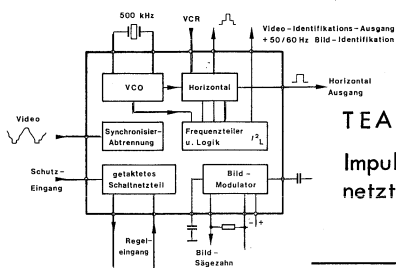 500 kHz
VCR
Video-Identifikations-Ausgang
+50/60 Hz Bild-Identifikation
VCO
Horizontal
Horizontal
Ausgang
Video
Synchronisier-
Abtrennung
Frequenzteiler
u. Logik I²L
TEA
Schutz-
Eingang
getaktetes
Schaltnetzteil
Bild-
Modulator
Impul
netzt
- +
Regel-
eingang
Bild-
Sägezahn